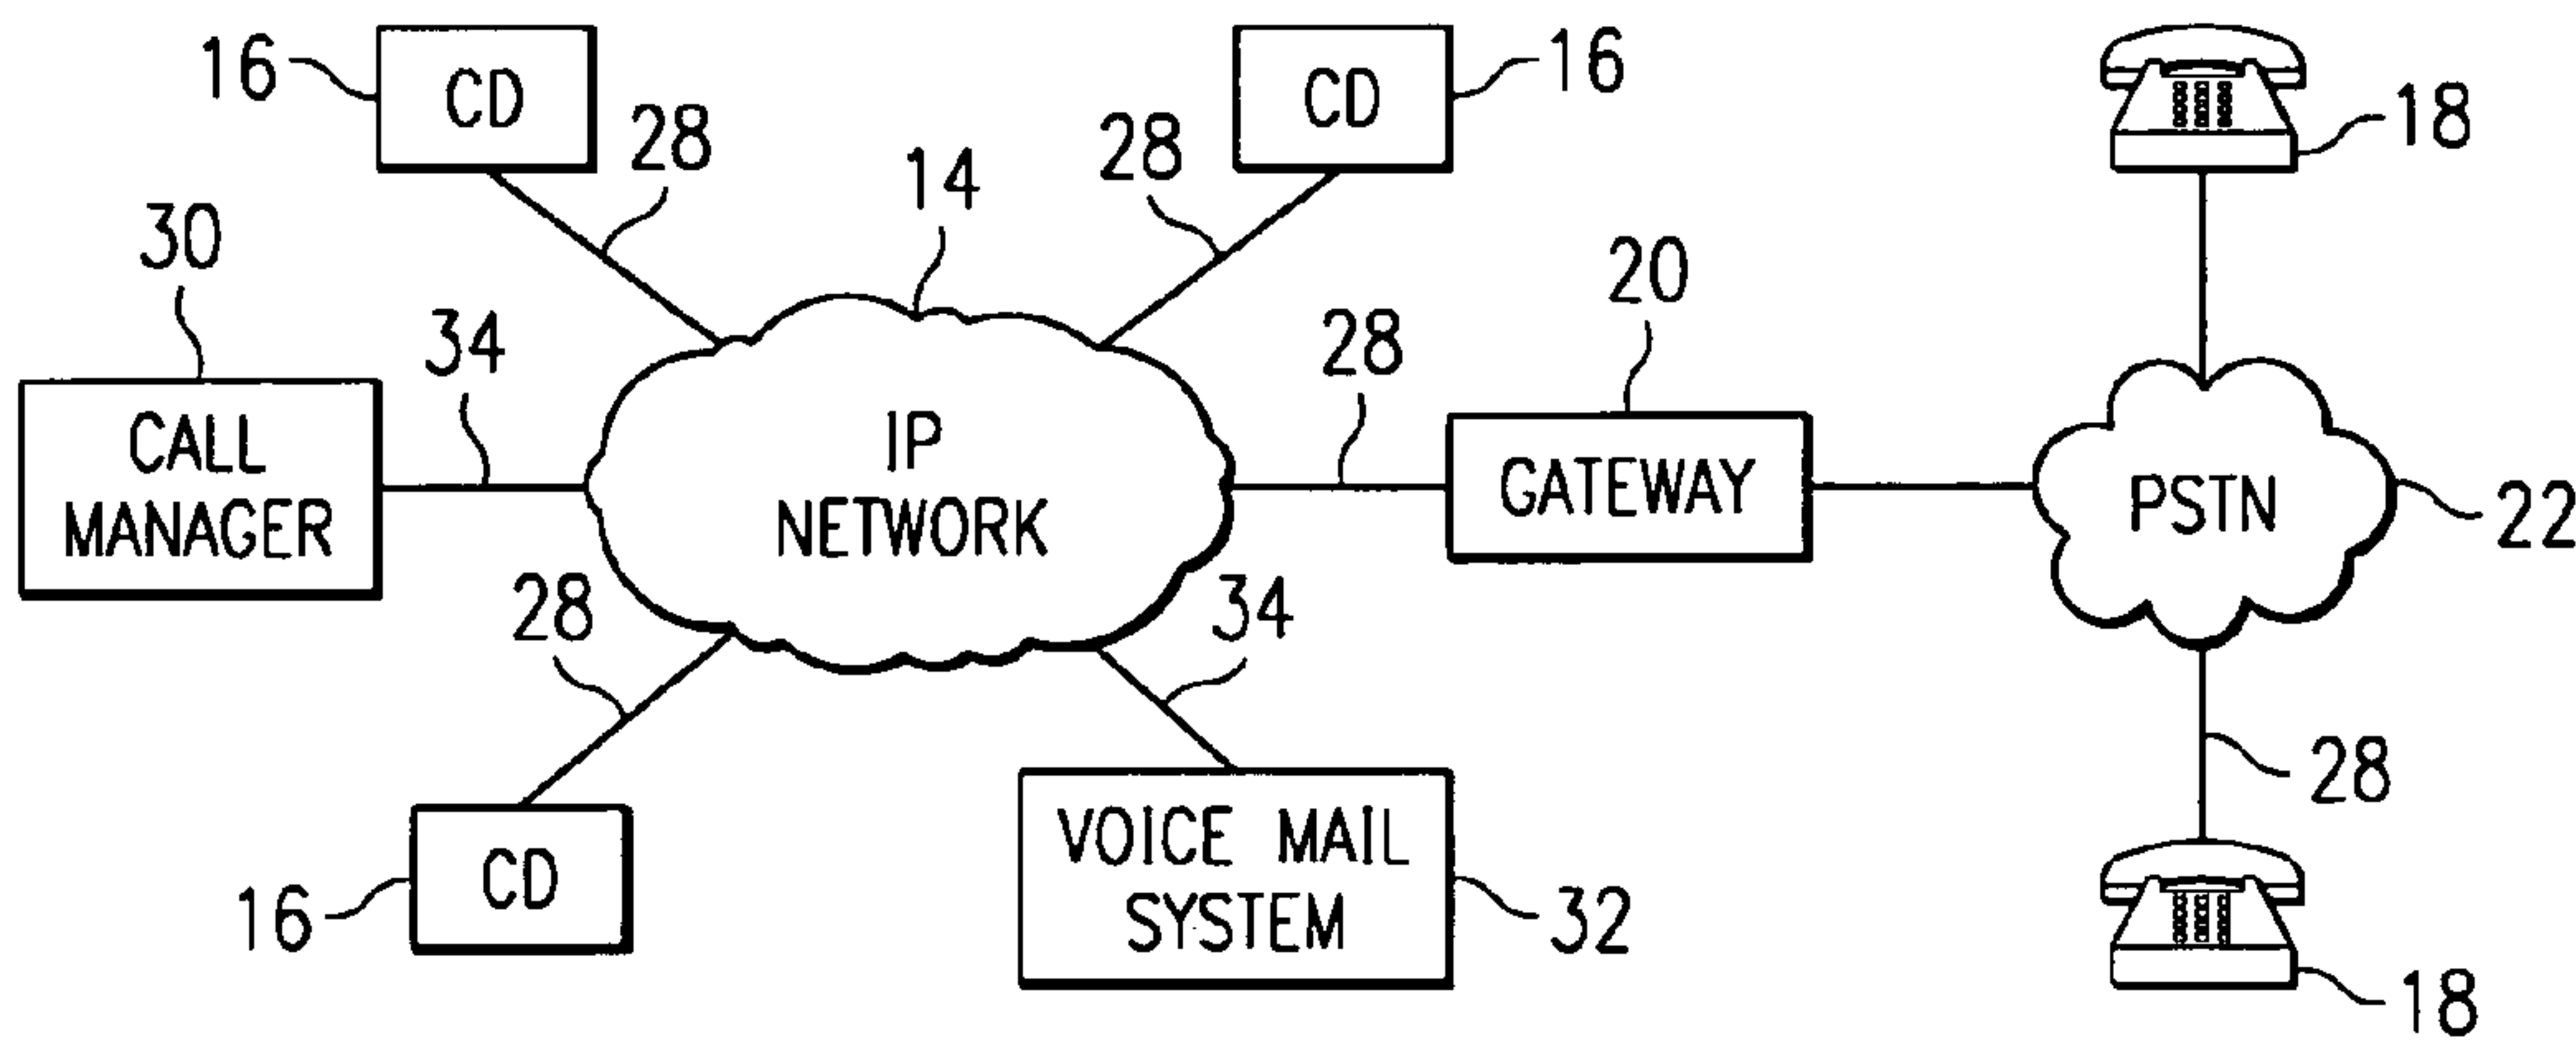 16
CD
28
CD
16
28
18
14
30
20
34
28
CALL
MANAGER
IP
NETWORK
GATEWAY
PSTN
22
28
34
28
CD
16
VOICE MAIL
SYSTEM
32
18